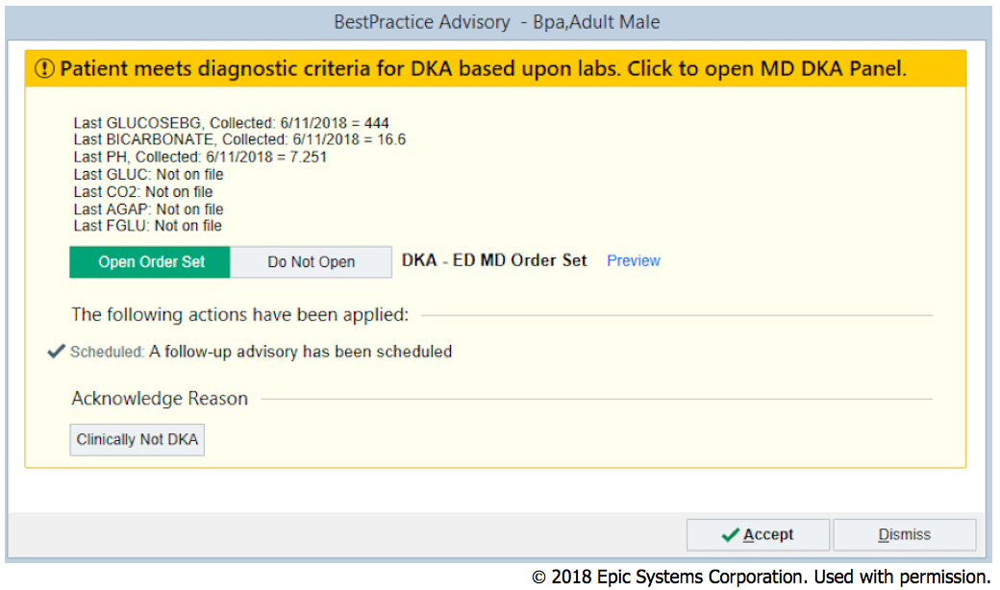 BestPractice Advisory - Bpa,Adult Male
Patient meets diagnostic criteria for DKA based upon labs. Click to open MD DKA Panel.
Last GLUCOSEBG, Collected: 6/11/2018 = 444
Last BICARBONATE, Collected: 6/11/2018 = 16.6
Last PH, Collected: 6/11/2018 = 7.251
Last GLUC: Not on file
Last CO2: Not on file
Last AGAP: Not on file
Last FGLU: Not on file
Open Order Set Do Not Open DKA - ED MD Order Set Preview
The following actions have been applied:
Scheduled: A follow-up advisory has been scheduled
Acknowledge Reason
Clinically Not DKA
Accept Dismiss
© 2018 Epic Systems Corporation. Used with permission.